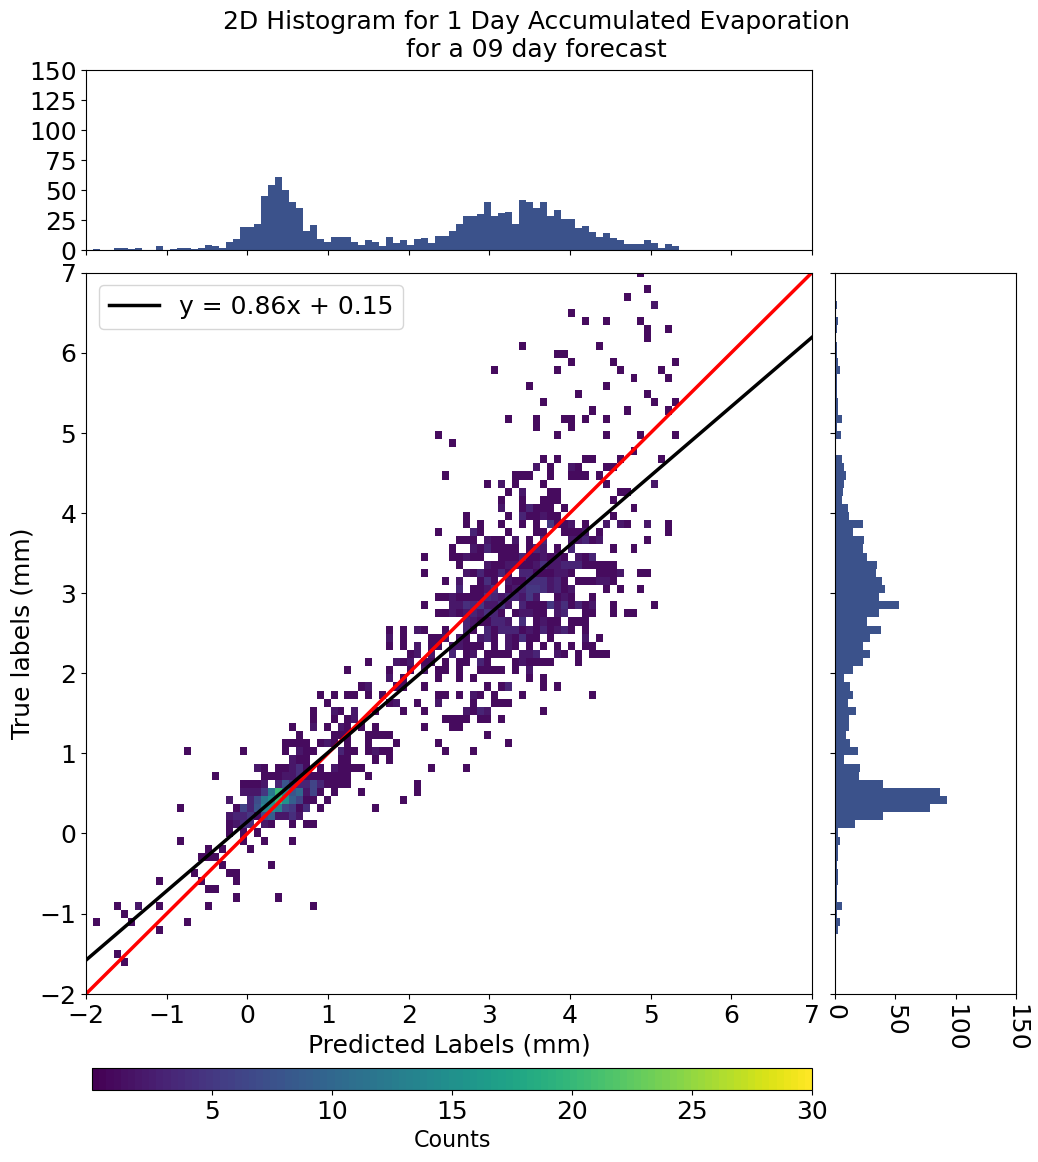 2D Histogram for 1 Day Accumulated Evaporation
for a 09 day forecast
150
125
100
75
50
25
0
7
6
5
4
3
2
1
0
−1
−2
True labels (mm)
y = 0.86x + 0.15
−2 −1 0 1 2 3 4 5 6 7
Predicted Labels (mm)
0 50 100 150
5 10 15 20 25 30
Counts